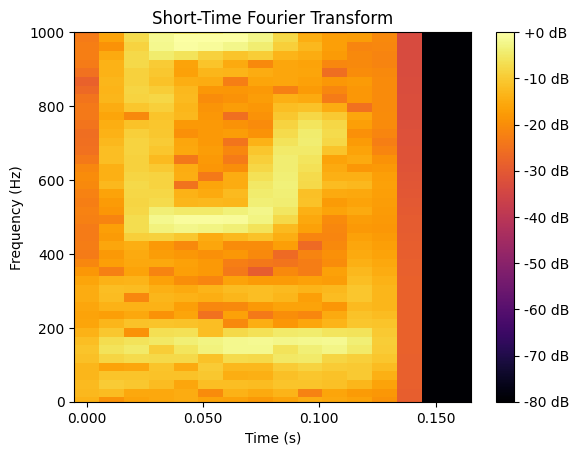 Short-Time Fourier Transform
1000
800
600
400
200
0
Frequency (Hz)
0.000
0.050
0.100
0.150
Time (s)
+0 dB
-10 dB
-20 dB
-30 dB
-40 dB
-50 dB
-60 dB
-70 dB
-80 dB